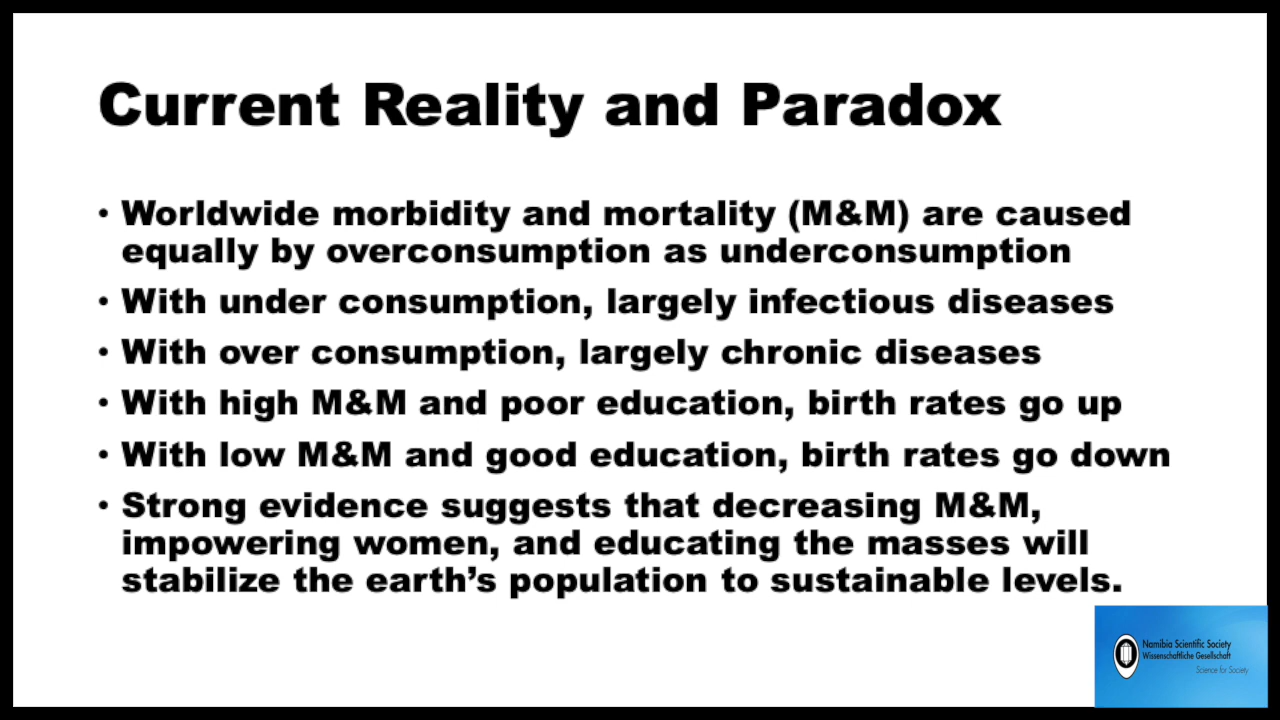 Current Reality and Paradox
• Worldwide morbidity and mortality (M&M) are caused
equally by overconsumption as underconsumption
• With under consumption, largely infectious diseases
• With over consumption, largely chronic diseases
• With high M&M and poor education, birth rates go up
• With low M&M and good education, birth rates go down
• Strong evidence suggests that decreasing M&M,
impowering women, and educating the masses will
stabilize the earth’s population to sustainable levels.
Namibia Scientific Society
Wissenschaftliche Gesellschaft
Science for Society